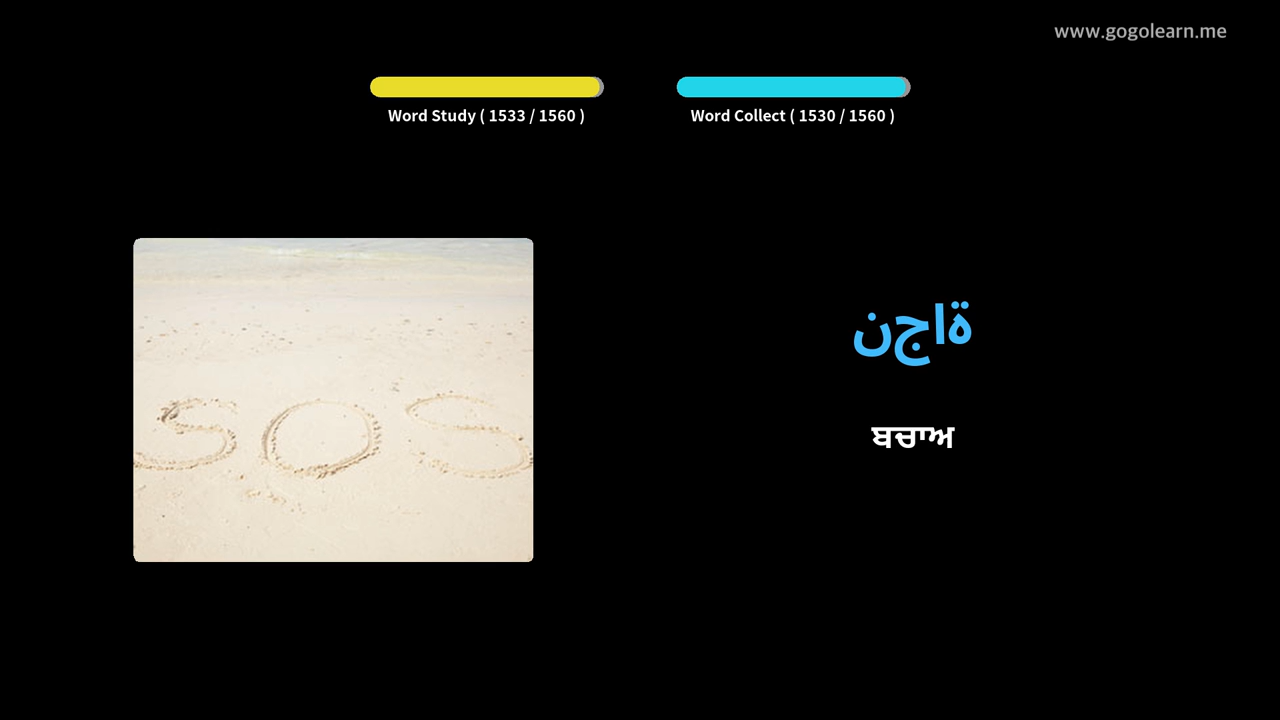 www.gogolearn.me
Word Study ( 1533 / 1560 )
Word Collect ( 1530 / 1560 )
SOS
نجاة
ਬਚਾਅ